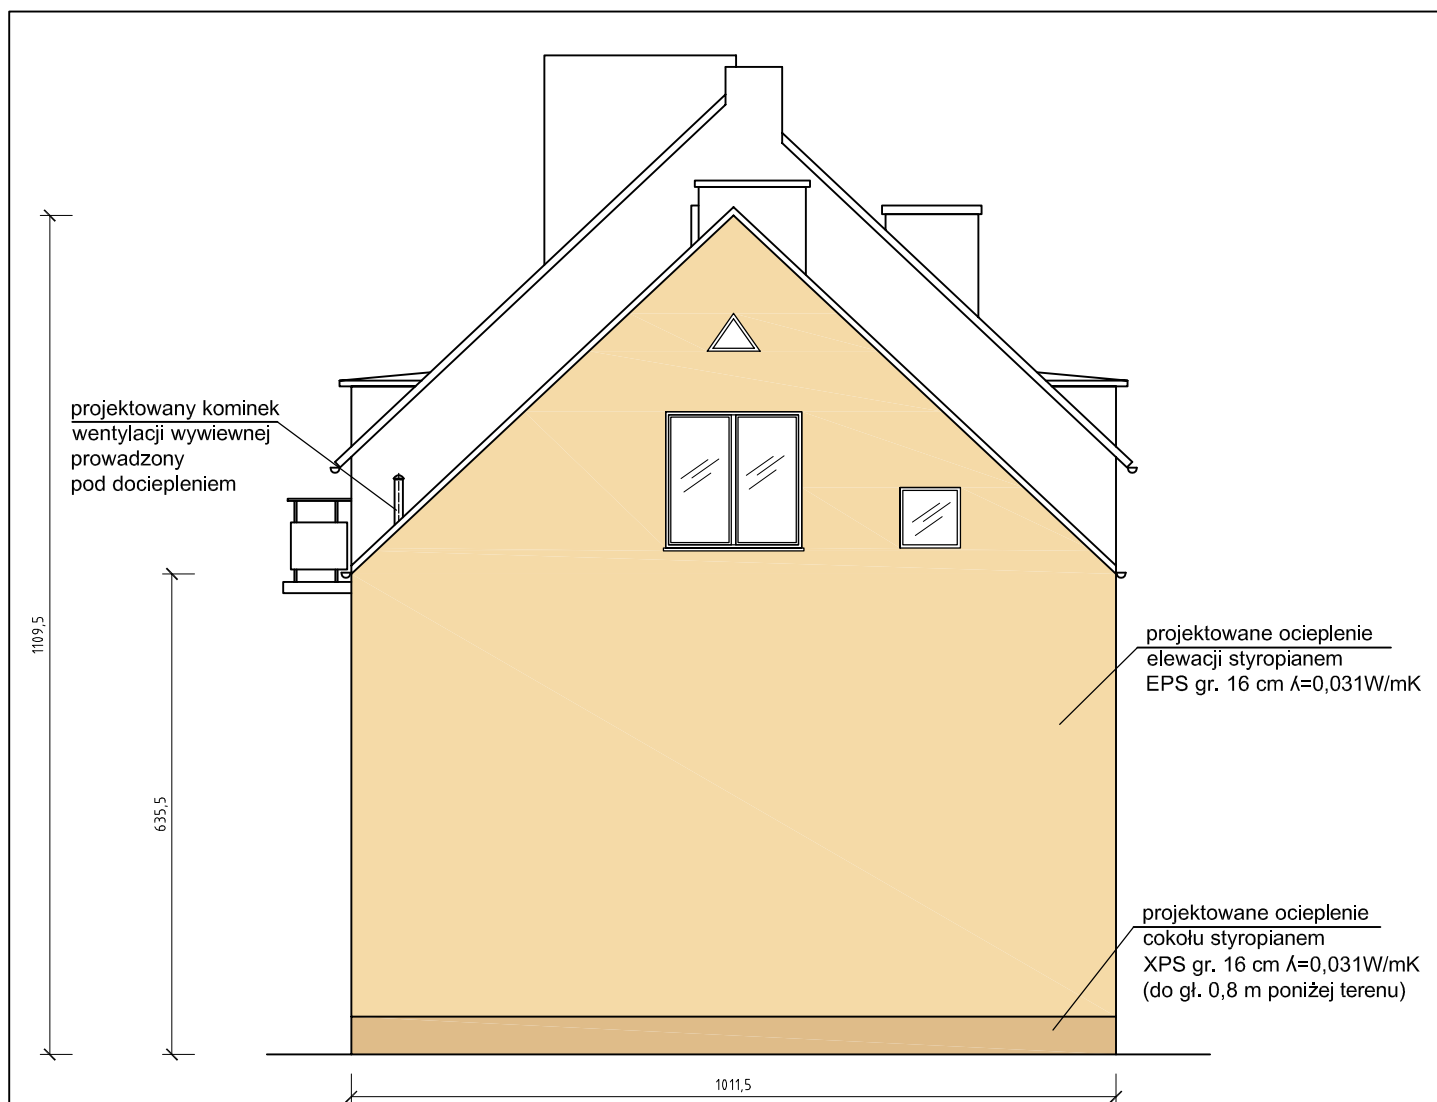 projektowany kominek
wentylacji wywiewnej
prowadzony
pod dociepleniem
1109,5
635,5
projektowane ocieplenie
elewacji styropianem
EPS gr. 16 cm ʎ=0,031W/mK
projektowane ocieplenie
cokołu styropianem
XPS gr. 16 cm ʎ=0,031W/mK
(do gł. 0,8 m poniżej terenu)
1011,5